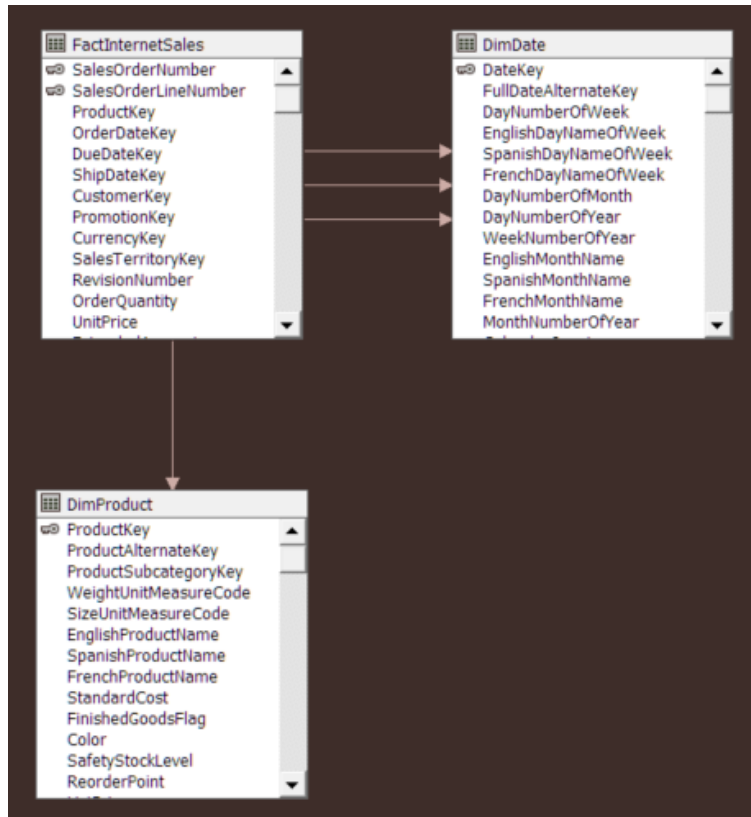 FactInternetSales
SalesOrderNumber
SalesOrderLineNumber
ProductKey
OrderDateKey
DueDateKey
ShipDateKey
CustomerKey
PromotionKey
CurrencyKey
SalesTerritoryKey
RevisionNumber
OrderQuantity
UnitPrice
DimDate
DateKey
FullDateAlternateKey
DayNumberOfWeek
EnglishDayNameOfWeek
SpanishDayNameOfWeek
FrenchDayNameOfWeek
DayNumberOfMonth
DayNumberOfYear
WeekNumberOfYear
EnglishMonthName
SpanishMonthName
FrenchMonthName
MonthNumberOfYear
DimProduct
ProductKey
ProductAlternateKey
ProductSubcategoryKey
WeightUnitMeasureCode
SizeUnitMeasureCode
EnglishProductName
SpanishProductName
FrenchProductName
StandardCost
FinishedGoodsFlag
Color
SafetyStockLevel
ReorderPoint